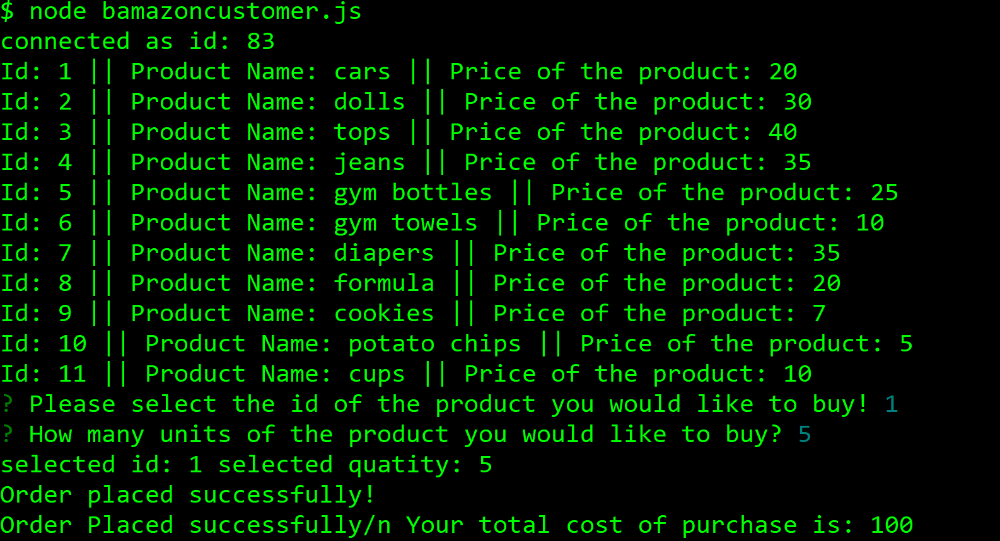 $ node bamazoncustomer.js
connected as id: 83
Id: 1 || Product Name: cars || Price of the product: 20
Id: 2 || Product Name: dolls || Price of the product: 30
Id: 3 || Product Name: tops || Price of the product: 40
Id: 4 || Product Name: jeans || Price of the product: 35
Id: 5 || Product Name: gym bottles || Price of the product: 25
Id: 6 || Product Name: gym towels || Price of the product: 10
Id: 7 || Product Name: diapers || Price of the product: 35
Id: 8 || Product Name: formula || Price of the product: 20
Id: 9 || Product Name: cookies || Price of the product: 7
Id: 10 || Product Name: potato chips || Price of the product: 5
Id: 11 || Product Name: cups || Price of the product: 10
? Please select the id of the product you would like to buy! 1
? How many units of the product you would like to buy? 5
selected id: 1 selected quatity: 5
Order placed successfully!
Order Placed successfully/n Your total cost of purchase is: 100